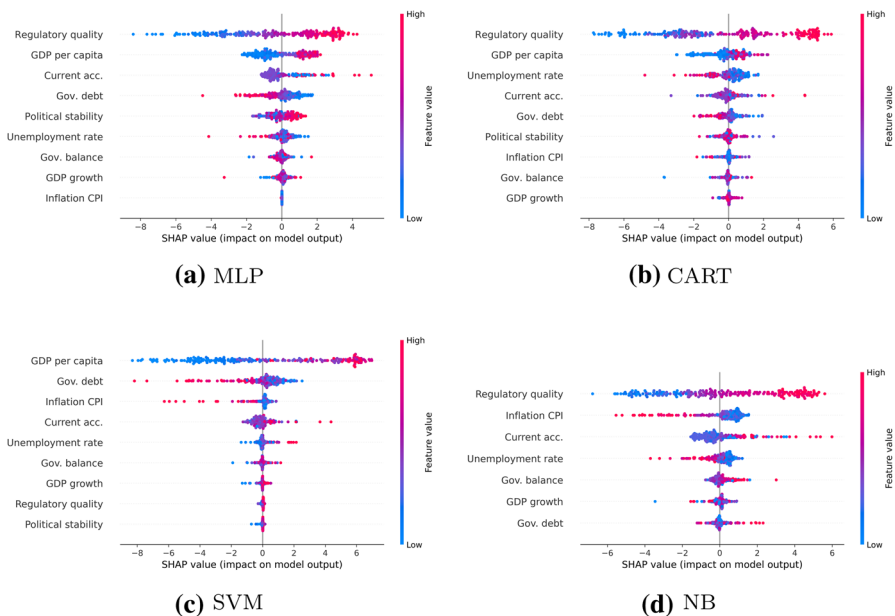 High
Regulatory quality
GDP per capita
Current acc.
Gov. debt
Political stability
Unemployment rate
Gov. balance
GDP growth
Inflation CPI
Feature value
Low
−8 −6 −4 −2 0 2 4
SHAP value (impact on model output)
(a) MLP
High
Regulatory quality
GDP per capita
Unemployment rate
Current acc.
Gov. debt
Political stability
Inflation CPI
Gov. balance
GDP growth
Feature value
Low
−8 −6 −4 −2 0 2 4 6
SHAP value (impact on model output)
(b) CART
High
GDP per capita
Gov. debt
Inflation CPI
Current acc.
Unemployment rate
Gov. balance
GDP growth
Regulatory quality
Political stability
Feature value
Low
−8 −6 −4 −2 0 2 4 6
SHAP value (impact on model output)
(c) SVM
High
Regulatory quality
Inflation CPI
Current acc.
Unemployment rate
Gov. balance
GDP growth
Gov. debt
Feature value
Low
−6 −4 −2 0 2 4 6
SHAP value (impact on model output)
(d) NB